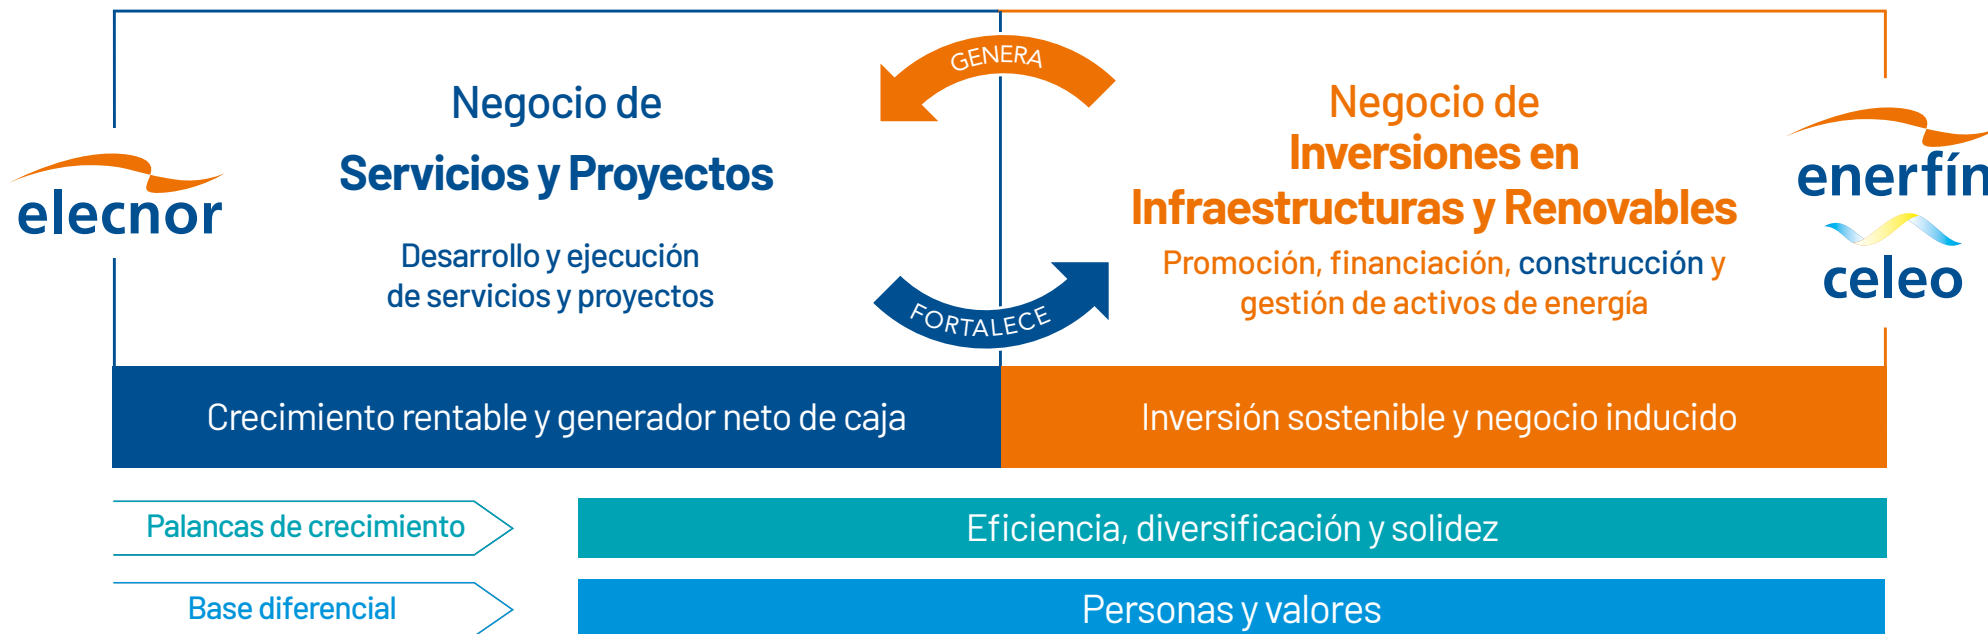 elecnor
Negocio de
Servicios y Proyectos
Desarrollo y ejecución
de servicios y proyectos
GENERA
FORTALECE
Negocio de
Inversiones en
Infraestructuras y Renovables
Promoción, financiación, construcción y
gestión de activos de energía
enerfín
celeo
Crecimiento rentable y generador neto de caja
Inversión sostenible y negocio inducido
Palancas de crecimiento
Eficiencia, diversificación y solidez
Base diferencial
Personas y valores